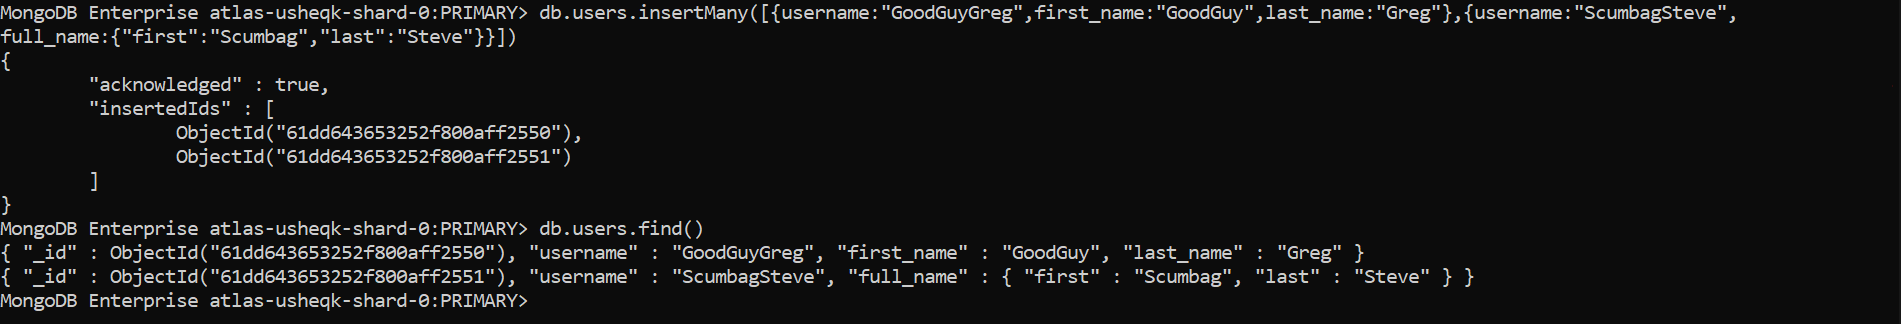 MongoDB Enterprise atlas-usheqk-shard-0:PRIMARY> db.users.insertMany([{username:"GoodGuyGreg",first_name:"GoodGuy",last_name:"Greg"},{username:"ScumbagSteve",
full_name:{"first":"Scumbag","last":"Steve"}}])
{
        "acknowledged" : true,
        "insertedIds" : [
                ObjectId("61dd643653252f800aff2550"),
                ObjectId("61dd643653252f800aff2551")
        ]
}
MongoDB Enterprise atlas-usheqk-shard-0:PRIMARY> db.users.find()
{ "_id" : ObjectId("61dd643653252f800aff2550"), "username" : "GoodGuyGreg", "first_name" : "GoodGuy", "last_name" : "Greg" }
{ "_id" : ObjectId("61dd643653252f800aff2551"), "username" : "ScumbagSteve", "full_name" : { "first" : "Scumbag", "last" : "Steve" } }
MongoDB Enterprise atlas-usheqk-shard-0:PRIMARY>